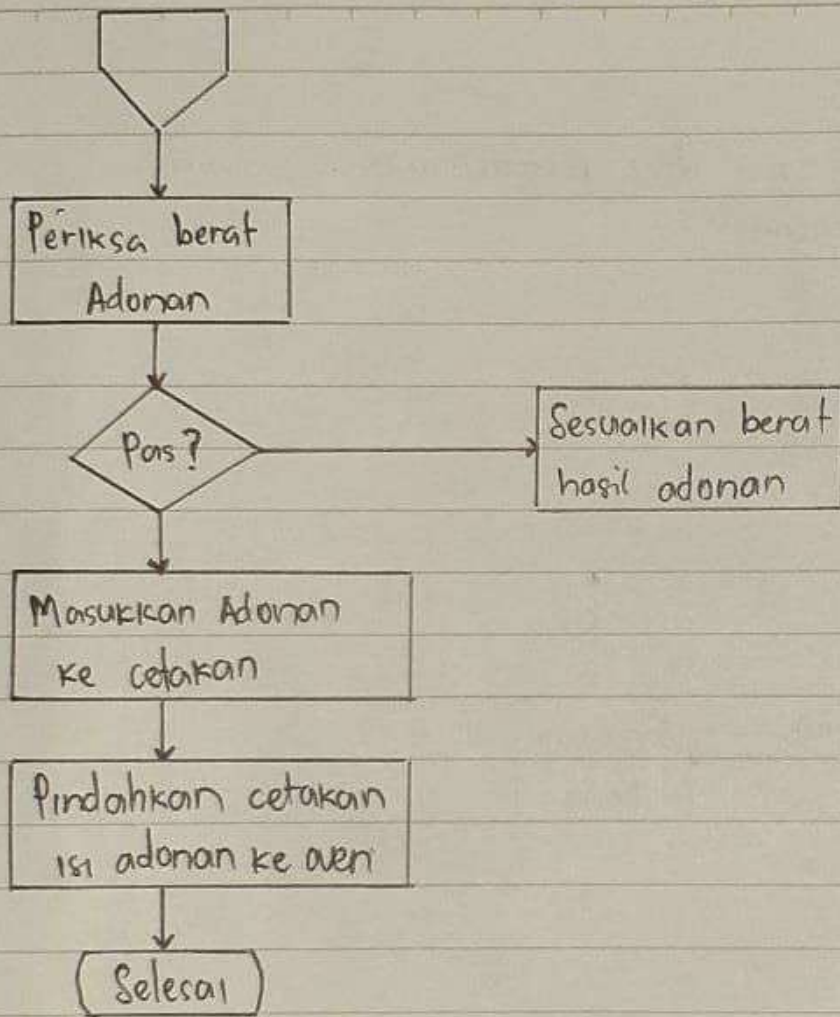 Periksa berat
Adonan
Pas?
Sesuaikan berat
hasil adonan
Masukkan Adonan
ke cetakan
Pindahkan cetakan
isi adonan ke oven
Selesai